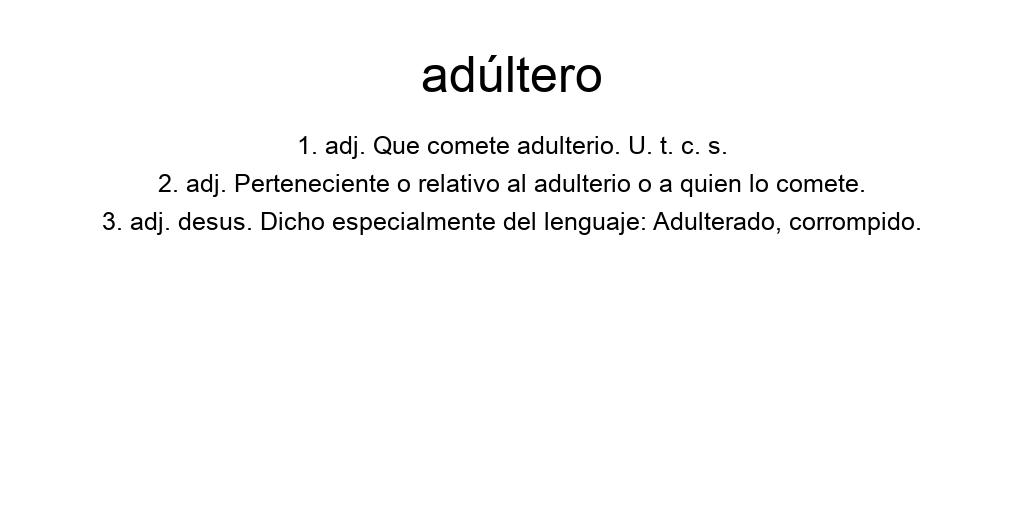 adúltero
1. adj. Que comete adulterio. U. t. c. s.
2. adj. Perteneciente o relativo al adulterio o a quien lo comete.
3. adj. desus. Dicho especialmente del lenguaje: Adulterado, corrompido.